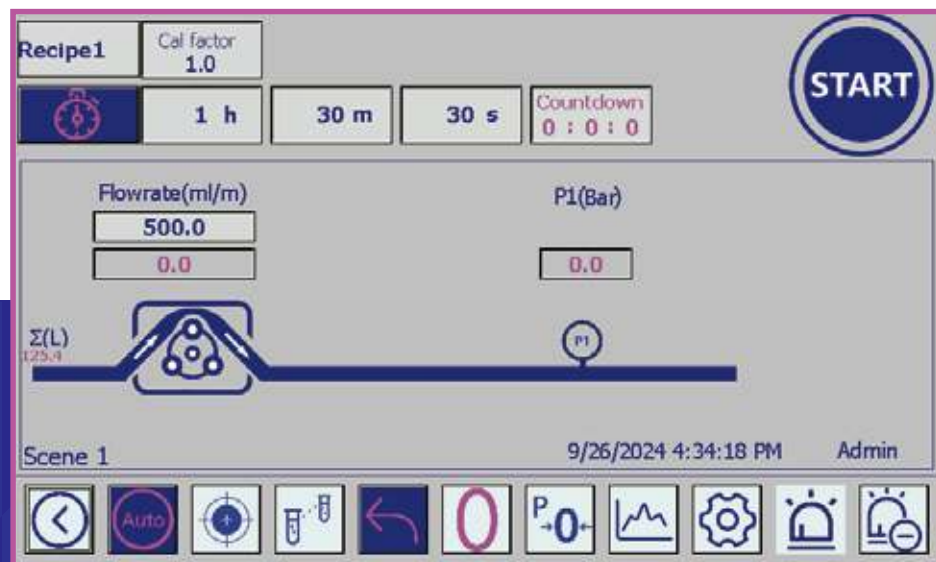 Recipe1
Cal factor
1.0
START
1 h
30 m
30 s
Countdown
0 : 0 : 0
Flowrate(ml/m)
500.0
0.0
P1(Bar)
0.0
Σ(L)
125.4
P1
Scene 1
9/26/2024 4:34:18 PM
Admin
Auto
P
→0←